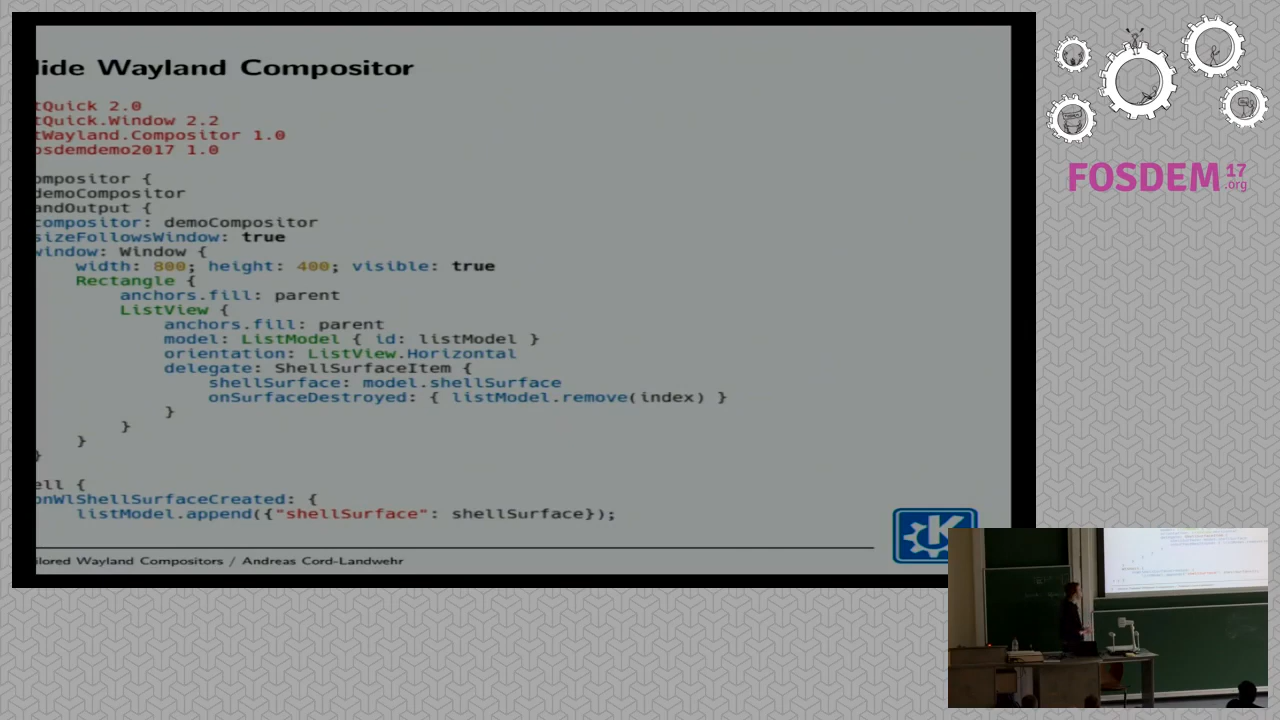 lide Wayland Compositor
tQuick 2.0
tQuick.Window 2.2
tWayland.Compositor 1.0
osdemdemo2017 1.0
ompositor {
demoCompositor
andOutput {
compositor: demoCompositor
sizeFollowsWindow: true
window: Window {
width: 800; height: 400; visible: true
Rectangle {
anchors.fill: parent
ListView {
anchors.fill: parent
model: ListModel { id: listModel }
orientation: ListView.Horizontal
delegate: ShellSurfaceItem {
shellSurface: model.shellSurface
onSurfaceDestroyed: { listModel.remove(index) }
}
}
}
}
ell {
onWlShellSurfaceCreated: {
listModel.append({"shellSurface": shellSurface});
ilored Wayland Compositors / Andreas Cord-Landwehr
K
FOSDEM 17
.org